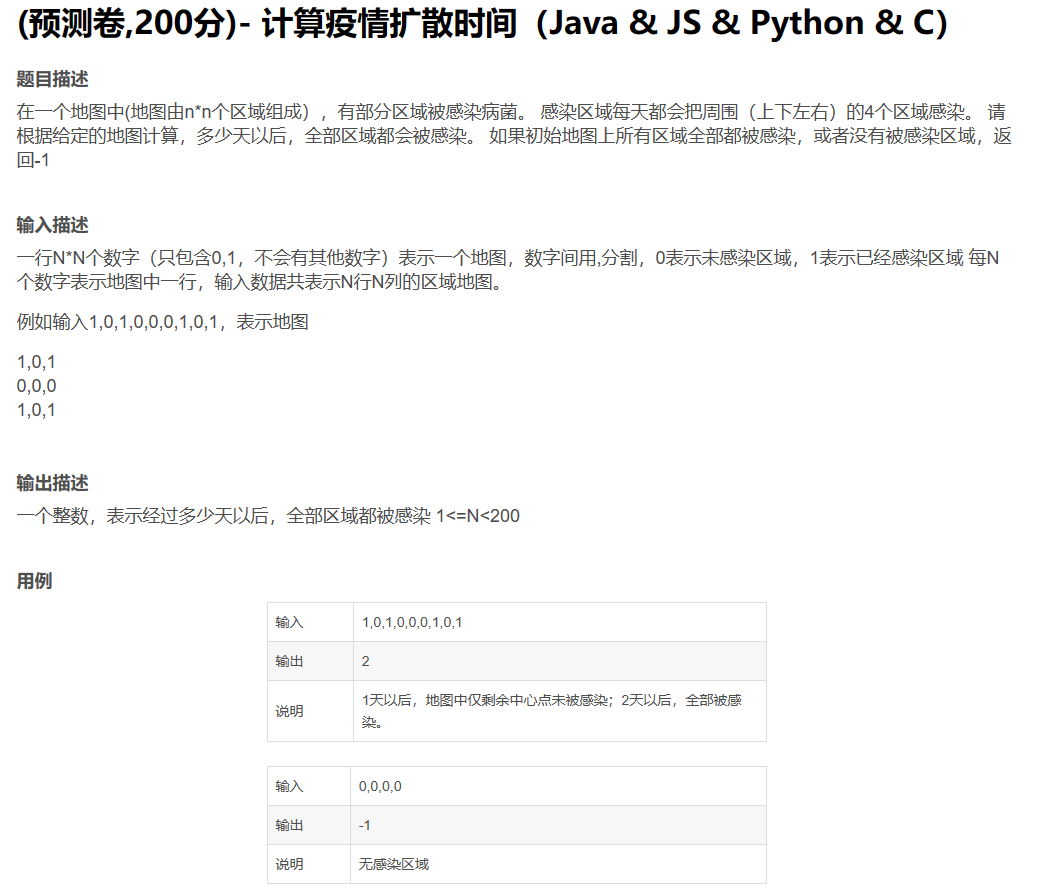 (预测卷,200分)- 计算疫情扩散时间（Java & JS & Python & C）
题目描述
在一个地图中(地图由n*n个区域组成），有部分区域被感染病菌。 感染区域每天都会把周围（上下左右）的4个区域感染。 请
根据给定的地图计算，多少天以后，全部区域都会被感染。 如果初始地图上所有区域全部都被感染，或者没有被感染区域，返
回-1
输入描述
一行N*N个数字（只包含0,1，不会有其他数字）表示一个地图，数字间用,分割，0表示未感染区域，1表示已经感染区域 每N
个数字表示地图中一行，输入数据共表示N行N列的区域地图。
例如输入1,0,1,0,0,0,1,0,1，表示地图
1,0,1
0,0,0
1,0,1
输出描述
一个整数，表示经过多少天以后，全部区域都被感染 1<=N<200
用例
输入 1,0,1,0,0,0,1,0,1
输出 2
说明 1天以后，地图中仅剩余中心点未被感染；2天以后，全部被感
染。
输入 0,0,0,0
输出 -1
说明 无感染区域